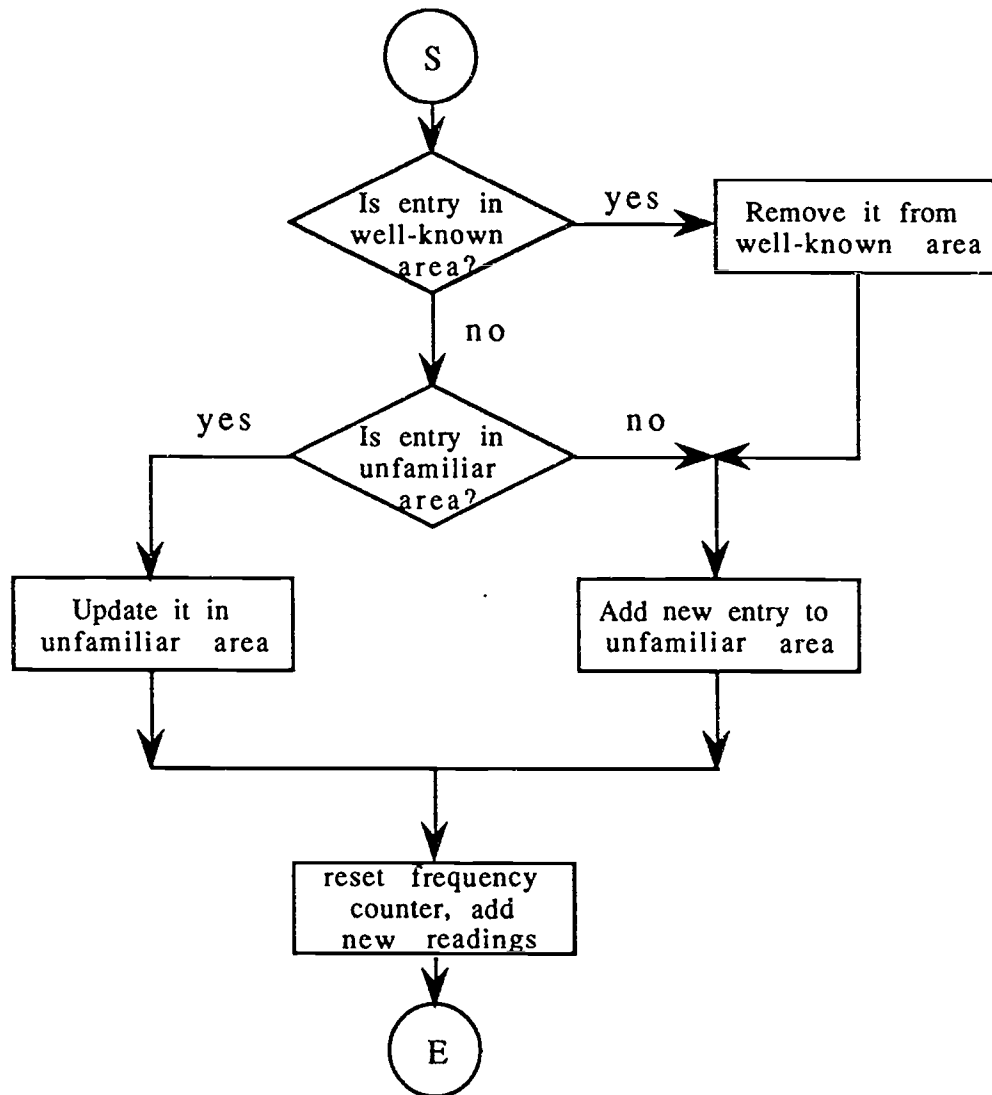 S
Is entry in
well-known
area?
yes
Remove it from
well-known area
no
yes
Is entry in
unfamiliar
area?
no
Update it in
unfamiliar area
Add new entry to
unfamiliar area
reset frequency
counter, add
new readings
E